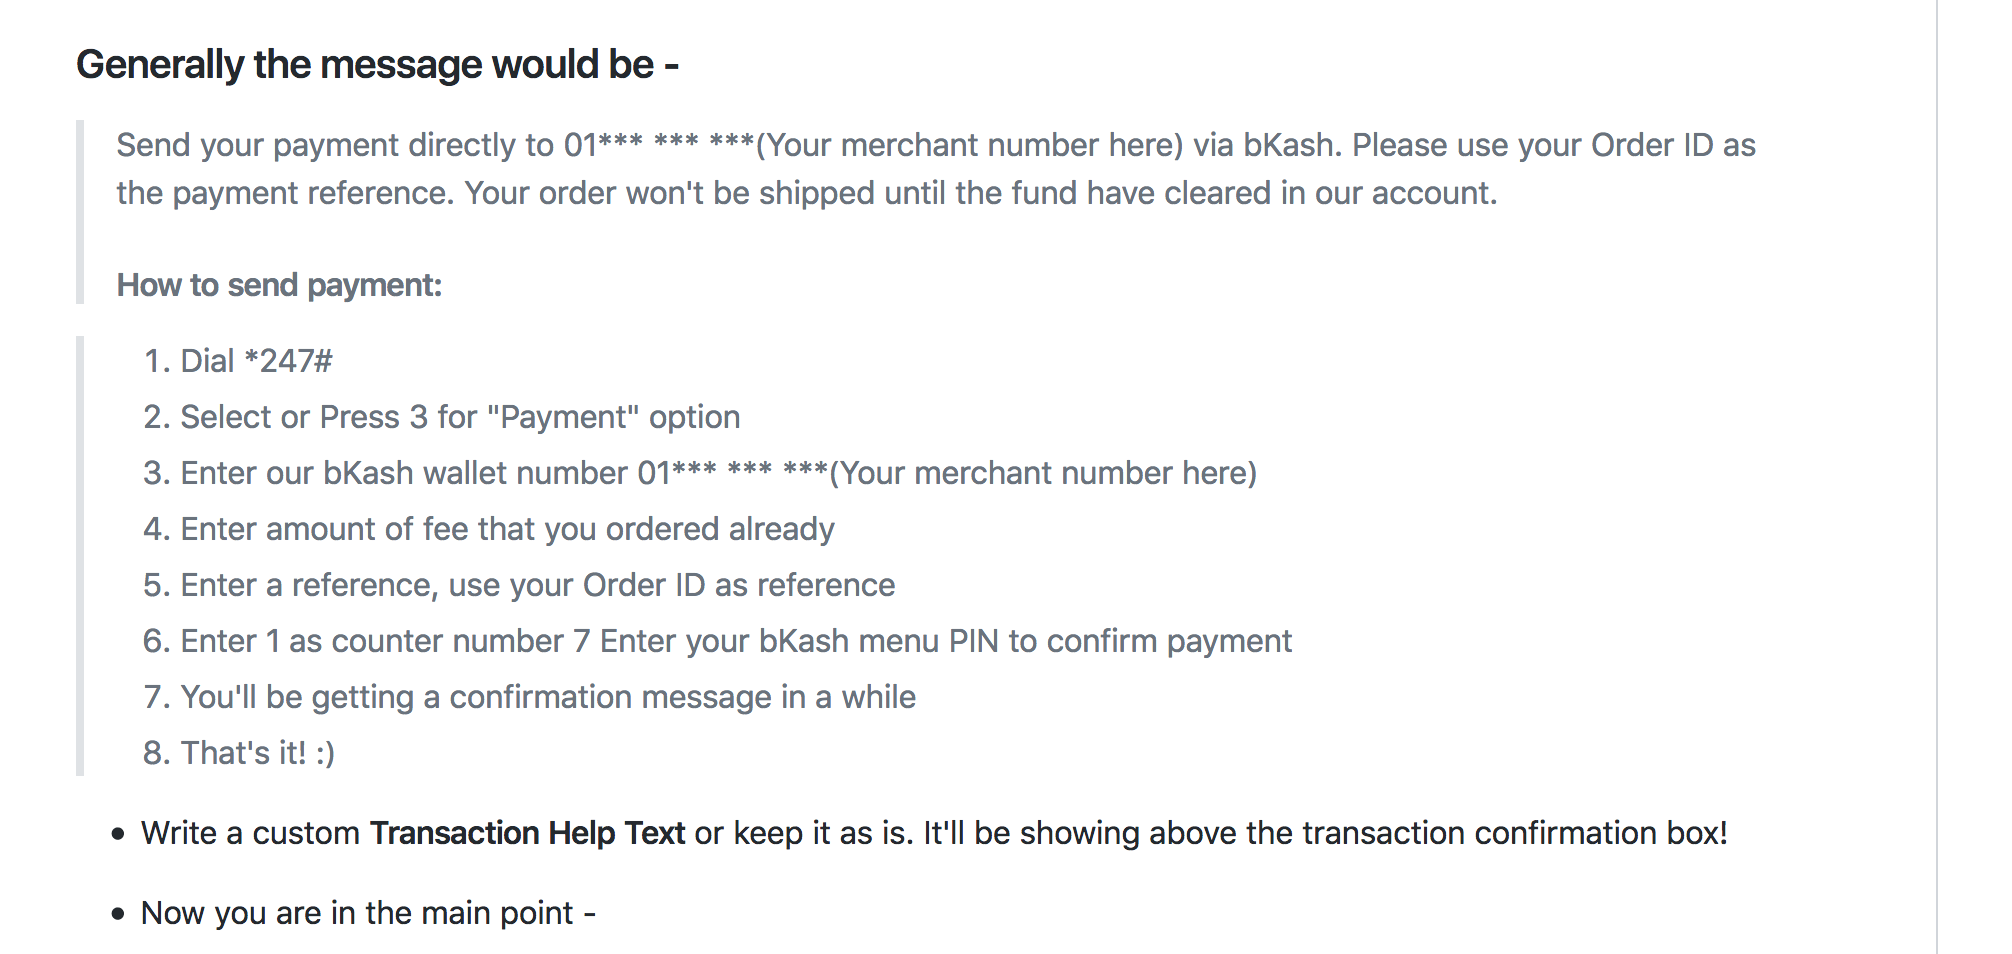 Generally the message would be -
Send your payment directly to 01*** *** ***(Your merchant number here) via bKash. Please use your Order ID as
the payment reference. Your order won't be shipped until the fund have cleared in our account.
How to send payment:
1. Dial *247#
2. Select or Press 3 for "Payment" option
3. Enter our bKash wallet number 01*** *** ***(Your merchant number here)
4. Enter amount of fee that you ordered already
5. Enter a reference, use your Order ID as reference
6. Enter 1 as counter number 7 Enter your bKash menu PIN to confirm payment
7. You'll be getting a confirmation message in a while
8. That's it! :)
• Write a custom Transaction Help Text or keep it as is. It'll be showing above the transaction confirmation box!
• Now you are in the main point -